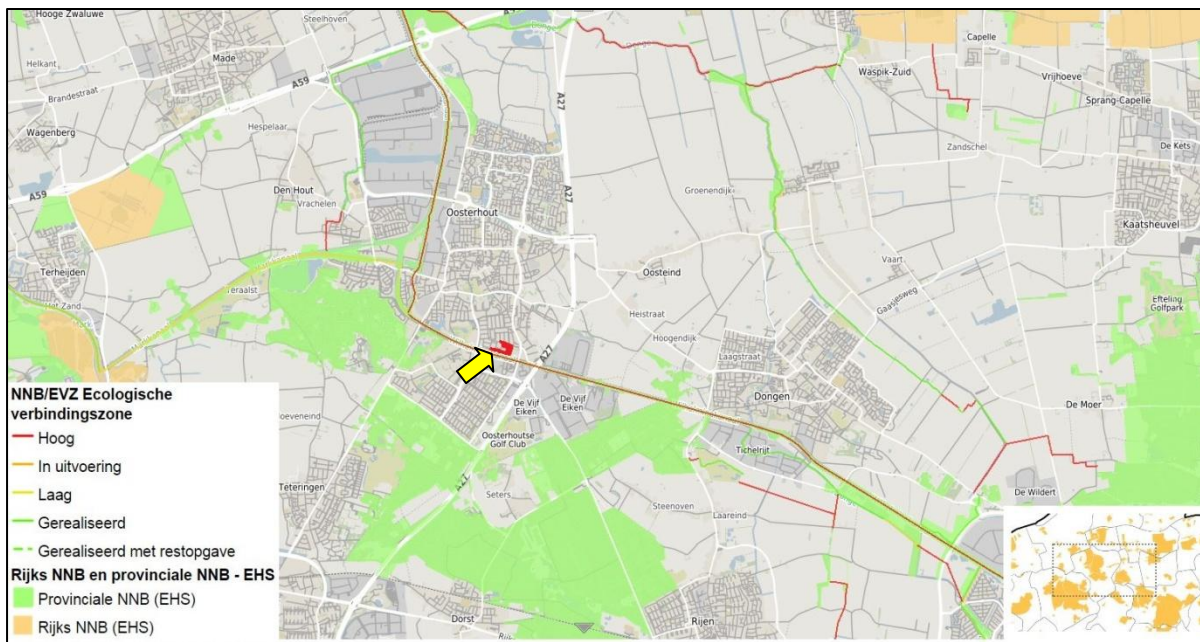 Hooge Zwaluwe
Steelhoven
Helkant
Made
Brandestraat
A59
Wagenberg
Hespelaar
A59
Den Hout
Vrachelen
Oosterhout
A27
A27
Terheijden
Teraalst
Oosteind
Heistraat
Hoogendijk
Groenendijk
Waspik-Zuid
Capelle
Vrijhoeve
Sprang-Capelle
De Kets
Zandschel
Kaatsheuvel
Vaart
Gaasjesweg
Efteling
Golfpark
A27
De Vijf
Eiken
De Vijf
Eiken
Laagstraat
Dongen
De Moer
Oosterhoutse
Golf Club
Tichelrijt
De Wildert
Teteringen
A27
Seters
Steenoven
Laareind
Dorst
Rijen
NNB/EVZ Ecologische
verbindingszone
Hoog
In uitvoering
Laag
Gerealiseerd
Gerealiseerd met restopgave
Rijks NNB en provinciale NNB - EHS
Provinciale NNB (EHS)
Rijks NNB (EHS)